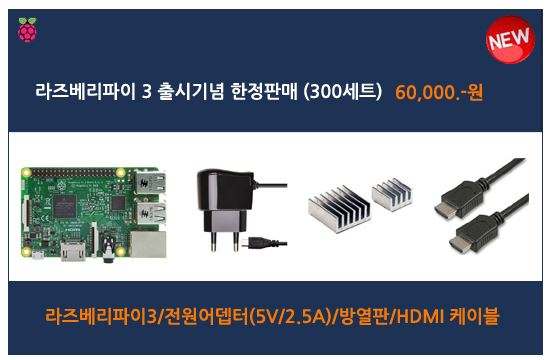 NEW
라즈베리파이 3 출시기념 한정판매 (300세트) 60,000.-원
HDMI
라즈베리파이3/전원어뎁터(5V/2.5A)/방열판/HDMI 케이블